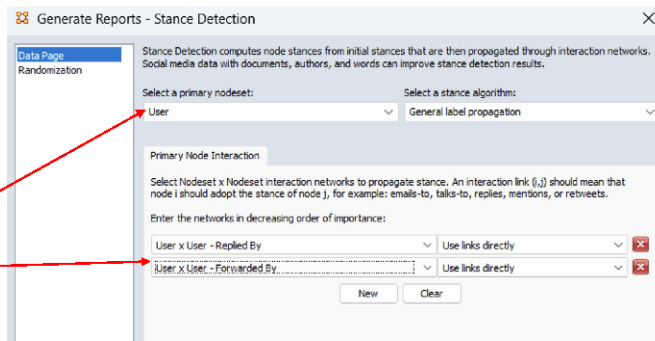 Generate Reports - Stance Detection
Data Page
Randomization
Stance Detection computes node stances from initial stances that are then propagated through interaction networks.
Social media data with documents, authors, and words can improve stance detection results.
Select a primary nodeset:
Select a stance algorithm:
User
General label propagation
Primary Node Interaction
Select Nodeset x Nodeset interaction networks to propagate stance. An interaction link (i,j) should mean that
node i should adopt the stance of node j, for example: emails-to, talks-to, replies, mentions, or retweets.
Enter the networks in decreasing order of importance:
User x User - Replied By
Use links directly
User x User - Forwarded By
Use links directly
New
Clear